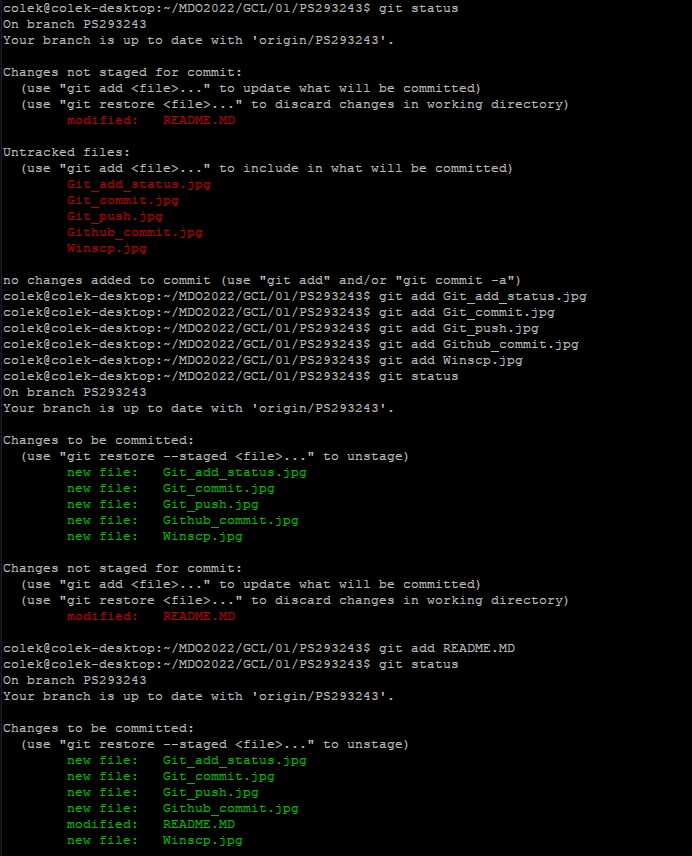 colek@colek-desktop:~/MDO2022/GCL/01/PS293243$ git status
On branch PS293243
Your branch is up to date with 'origin/PS293243'.

Changes not staged for commit:
  (use "git add <file>..." to update what will be committed)
  (use "git restore <file>..." to discard changes in working directory)
        modified:   README.MD

Untracked files:
  (use "git add <file>..." to include in what will be committed)
        Git_add_status.jpg
        Git_commit.jpg
        Git_push.jpg
        Github_commit.jpg
        Winscp.jpg

no changes added to commit (use "git add" and/or "git commit -a")
colek@colek-desktop:~/MDO2022/GCL/01/PS293243$ git add Git_add_status.jpg
colek@colek-desktop:~/MDO2022/GCL/01/PS293243$ git add Git_commit.jpg
colek@colek-desktop:~/MDO2022/GCL/01/PS293243$ git add Git_push.jpg
colek@colek-desktop:~/MDO2022/GCL/01/PS293243$ git add Github_commit.jpg
colek@colek-desktop:~/MDO2022/GCL/01/PS293243$ git add Winscp.jpg
colek@colek-desktop:~/MDO2022/GCL/01/PS293243$ git status
On branch PS293243
Your branch is up to date with 'origin/PS293243'.

Changes to be committed:
  (use "git restore --staged <file>..." to unstage)
        new file:   Git_add_status.jpg
        new file:   Git_commit.jpg
        new file:   Git_push.jpg
        new file:   Github_commit.jpg
        new file:   Winscp.jpg

Changes not staged for commit:
  (use "git add <file>..." to update what will be committed)
  (use "git restore <file>..." to discard changes in working directory)
        modified:   README.MD

colek@colek-desktop:~/MDO2022/GCL/01/PS293243$ git add README.MD
colek@colek-desktop:~/MDO2022/GCL/01/PS293243$ git status
On branch PS293243
Your branch is up to date with 'origin/PS293243'.

Changes to be committed:
  (use "git restore --staged <file>..." to unstage)
        new file:   Git_add_status.jpg
        new file:   Git_commit.jpg
        new file:   Git_push.jpg
        new file:   Github_commit.jpg
        modified:   README.MD
        new file:   Winscp.jpg